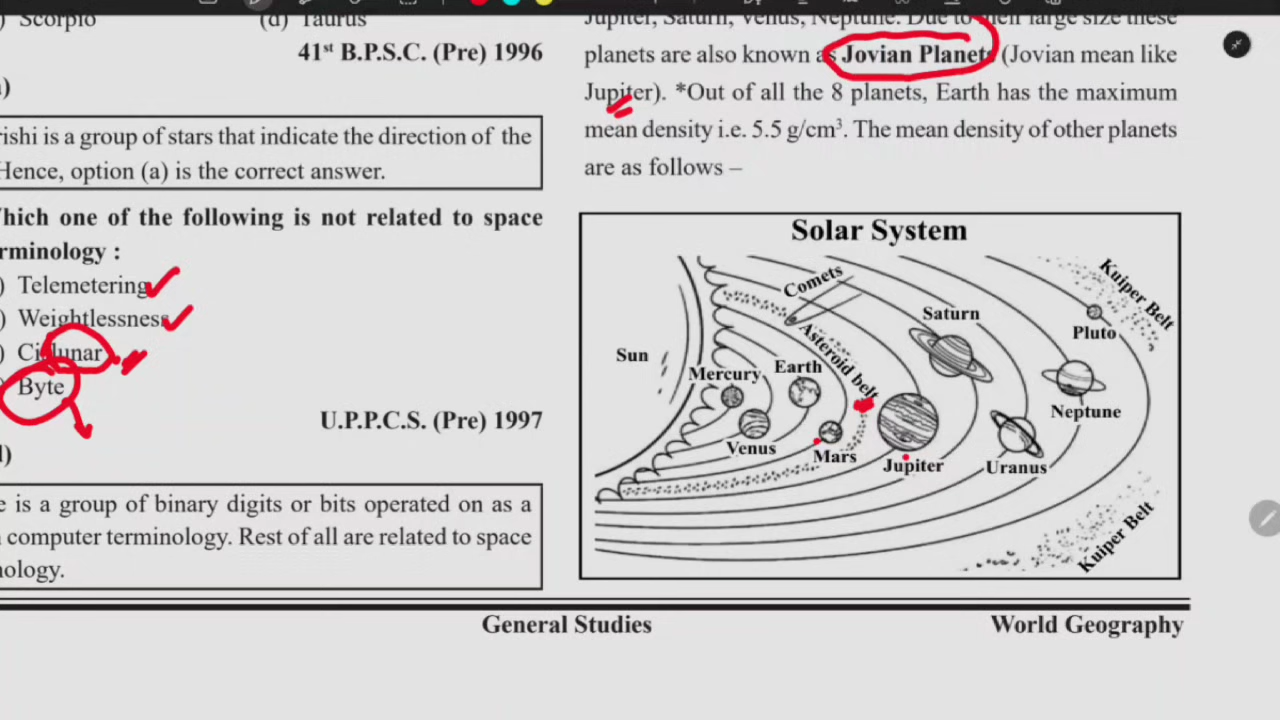 ) Scorpio (d) Taurus
41st B.P.S.C. (Pre) 1996
)
rishi is a group of stars that indicate the direction of the
Hence, option (a) is the correct answer.
hich one of the following is not related to space
rminology :
) Telemetering
) Weightlessness
) Cislunar
Byte
U.P.P.C.S. (Pre) 1997
)
e is a group of binary digits or bits operated on as a
computer terminology. Rest of all are related to space
ology.
Jupiter, Saturn, Venus, Neptune. Due to their large size these
planets are also known as Jovian Planets (Jovian mean like
Jupiter). *Out of all the 8 planets, Earth has the maximum
mean density i.e. 5.5 g/cm³. The mean density of other planets
are as follows –
Solar System
Comets
Kuiper Belt
Saturn
Pluto
Asteroid belt
Sun
Mercury
Earth
Neptune
Venus
Mars
Jupiter
Uranus
Kuiper Belt
General Studies
World Geography